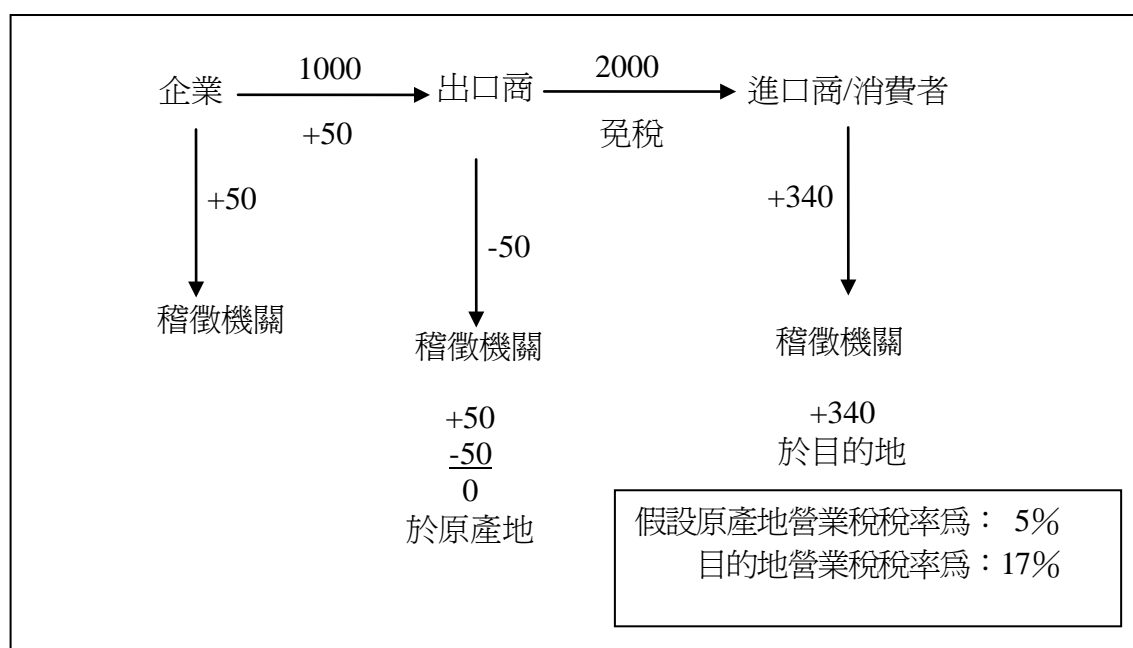 1000
2000
企業
出口商
進口商/消費者
+50
免稅
+50
-50
+340
稽徵機關
稽徵機關
稽徵機關
+50
-50
0
於原產地
+340
於目的地
假設原產地營業稅稅率為：5%
目的地營業稅稅率為：17%